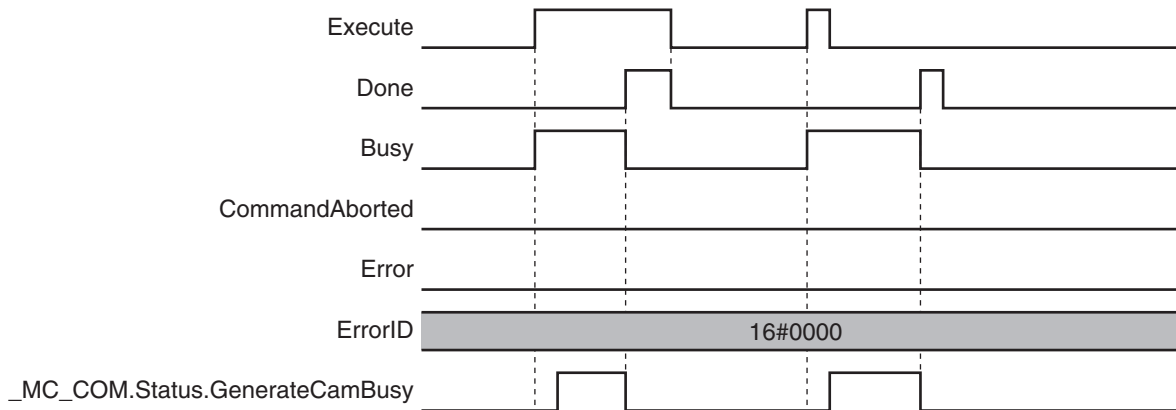 Execute
Done
Busy
CommandAborted
Error
ErrorID
16#0000
_MC_COM.Status.GenerateCamBusy